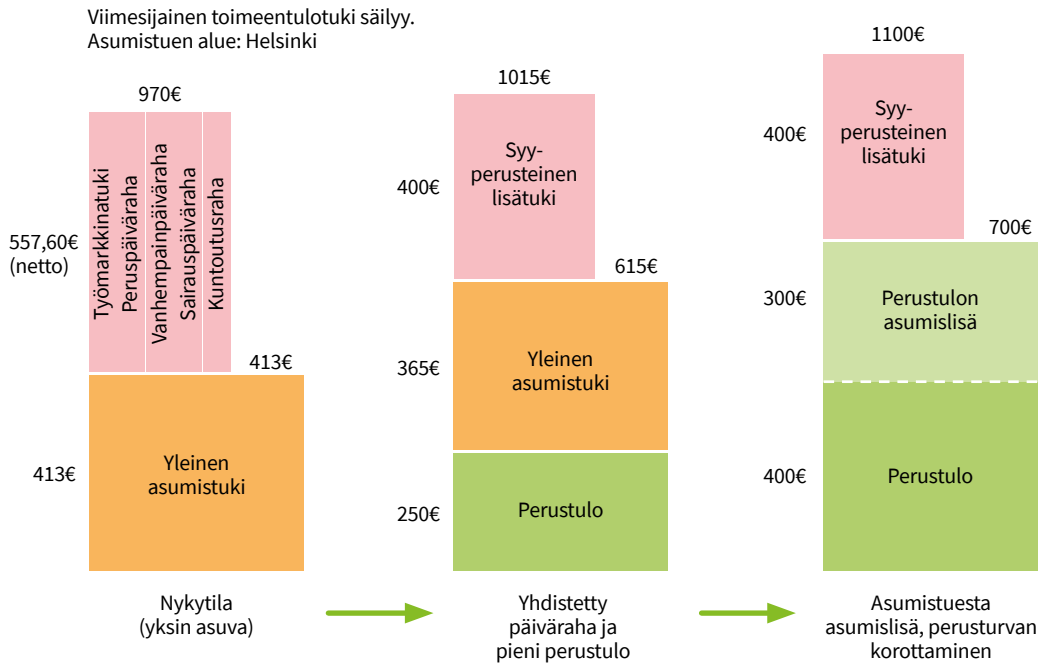 Viimesijainen toimeentulotuki säilyy.
Asumistuen alue: Helsinki
970€
557,60€
(netto)
Työmarkkinatuki
Peruspäiväraha
Vanhempainpäiväraha
Sairauspäiväraha
Kuntoutusraha
413€
413€
Yleinen
asumistuki
Nykytila
(yksin asuva)
1015€
400€
Syy-
perusteinen
lisätuki
615€
365€
Yleinen
asumistuki
250€
Perustulo
Yhdistetty
päiväraha ja
pieni perustulo
1100€
400€
Syy-
perusteinen
lisätuki
700€
300€
Perustulon
asumislisä
400€
Perustulo
Asumistuesta
asumislisä, perusturvan
korottaminen